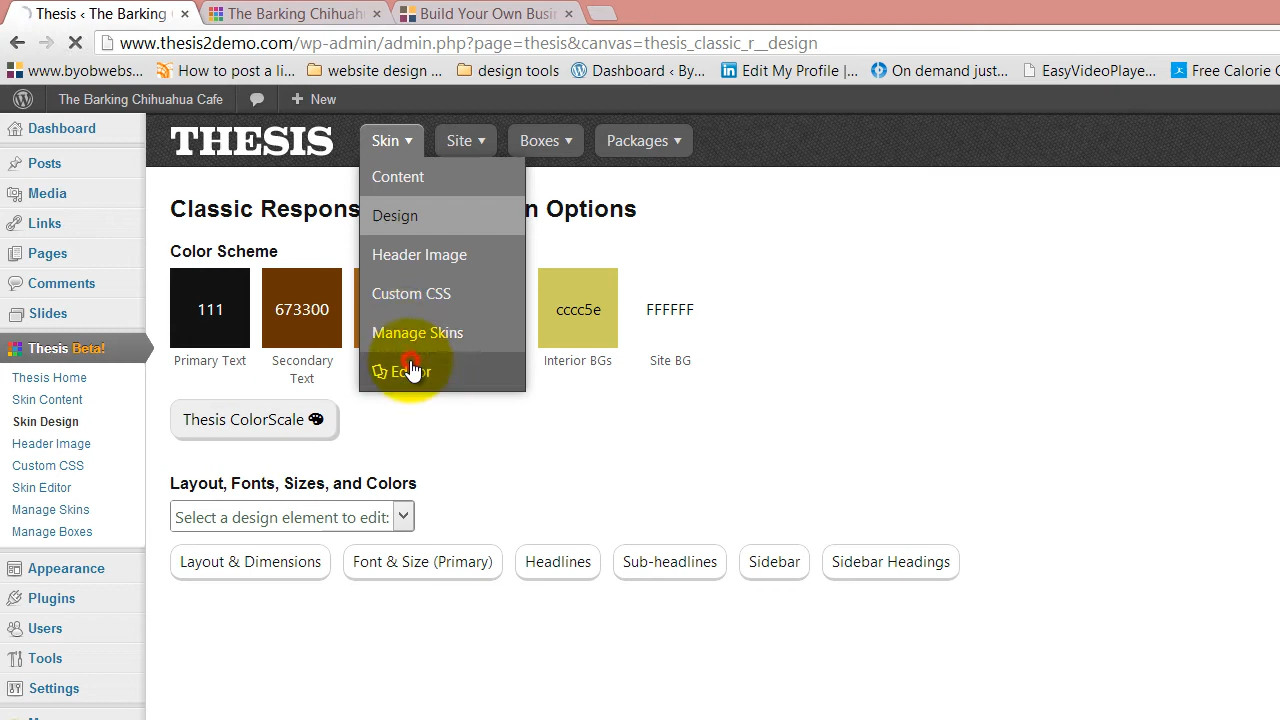 Thesis ‹ The Barking
The Barking Chihuah
Build Your Own Busi
www.thesis2demo.com/wp-admin/admin.php?page=thesis&canvas=thesis_classic_r__design
www.byobwebs...
How to post a li...
website design ...
design tools
Dashboard ‹ By...
Edit My Profile |...
On demand just...
EasyVideoPlaye...
Free Calorie C
The Barking Chihuahua Cafe
New
THESIS
Skin ▾
Site ▾
Boxes ▾
Packages ▾
Dashboard
Posts
Media
Links
Pages
Comments
Slides
Thesis Beta!
Thesis Home
Skin Content
Skin Design
Header Image
Custom CSS
Skin Editor
Manage Skins
Manage Boxes
Appearance
Plugins
Users
Tools
Settings
Content
Design
Header Image
Custom CSS
Manage Skins
Editor
Classic Respons
n Options
Color Scheme
111
673300
cccc5e
FFFFFF
Primary Text
Secondary
Text
Interior BGs
Site BG
Thesis ColorScale
Layout, Fonts, Sizes, and Colors
Select a design element to edit:
Layout & Dimensions
Font & Size (Primary)
Headlines
Sub-headlines
Sidebar
Sidebar Headings